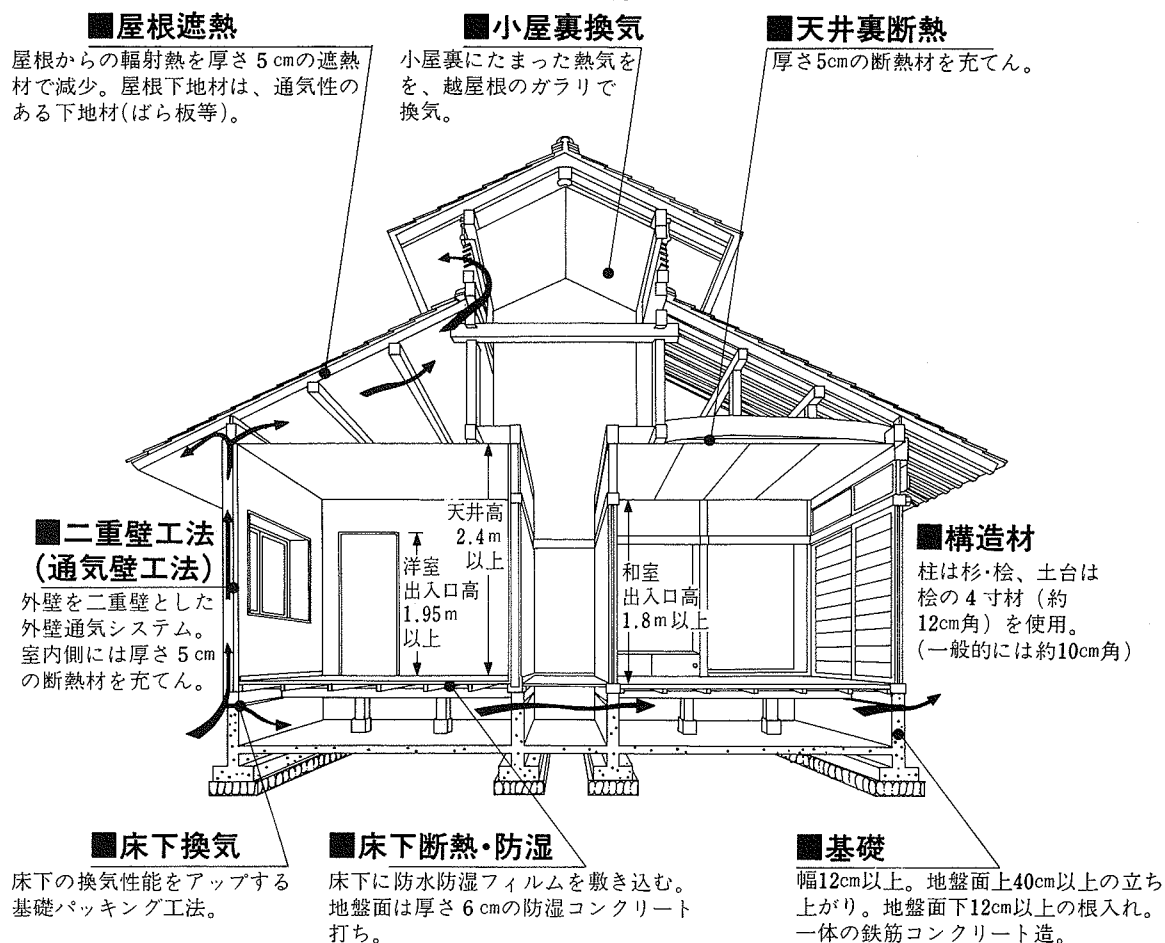 ■屋根遮熱
屋根からの輻射熱を厚さ5cmの遮熱
材で減少。屋根下地材は、通気性の
ある下地材(ばら板等)。
■小屋裏換気
小屋裏にたまった熱気を
を、越屋根のガラリで
換気。
■天井裏断熱
厚さ5cmの断熱材を充てん。
■二重壁工法
(通気壁工法)
外壁を二重壁とした
外壁通気システム。
室内側には厚さ5cm
の断熱材を充てん。
洋室
出入口高
1.95m
以上
天井高
2.4m
以上
和室
出入口高
1.8m以上
■構造材
柱は杉・桧、土台は
桧の4寸材（約
12cm角）を使用。
(一般的には約10cm角)
■床下換気
床下の換気性能をアップする
基礎パッキング工法。
■床下断熱・防湿
床下に防水防湿フィルムを敷き込む。
地盤面は厚さ6cmの防湿コンクリート
打ち。
■基礎
幅12cm以上。地盤面上40cm以上の立ち
上がり。地盤面下12cm以上の根入れ。
一体の鉄筋コンクリート造。